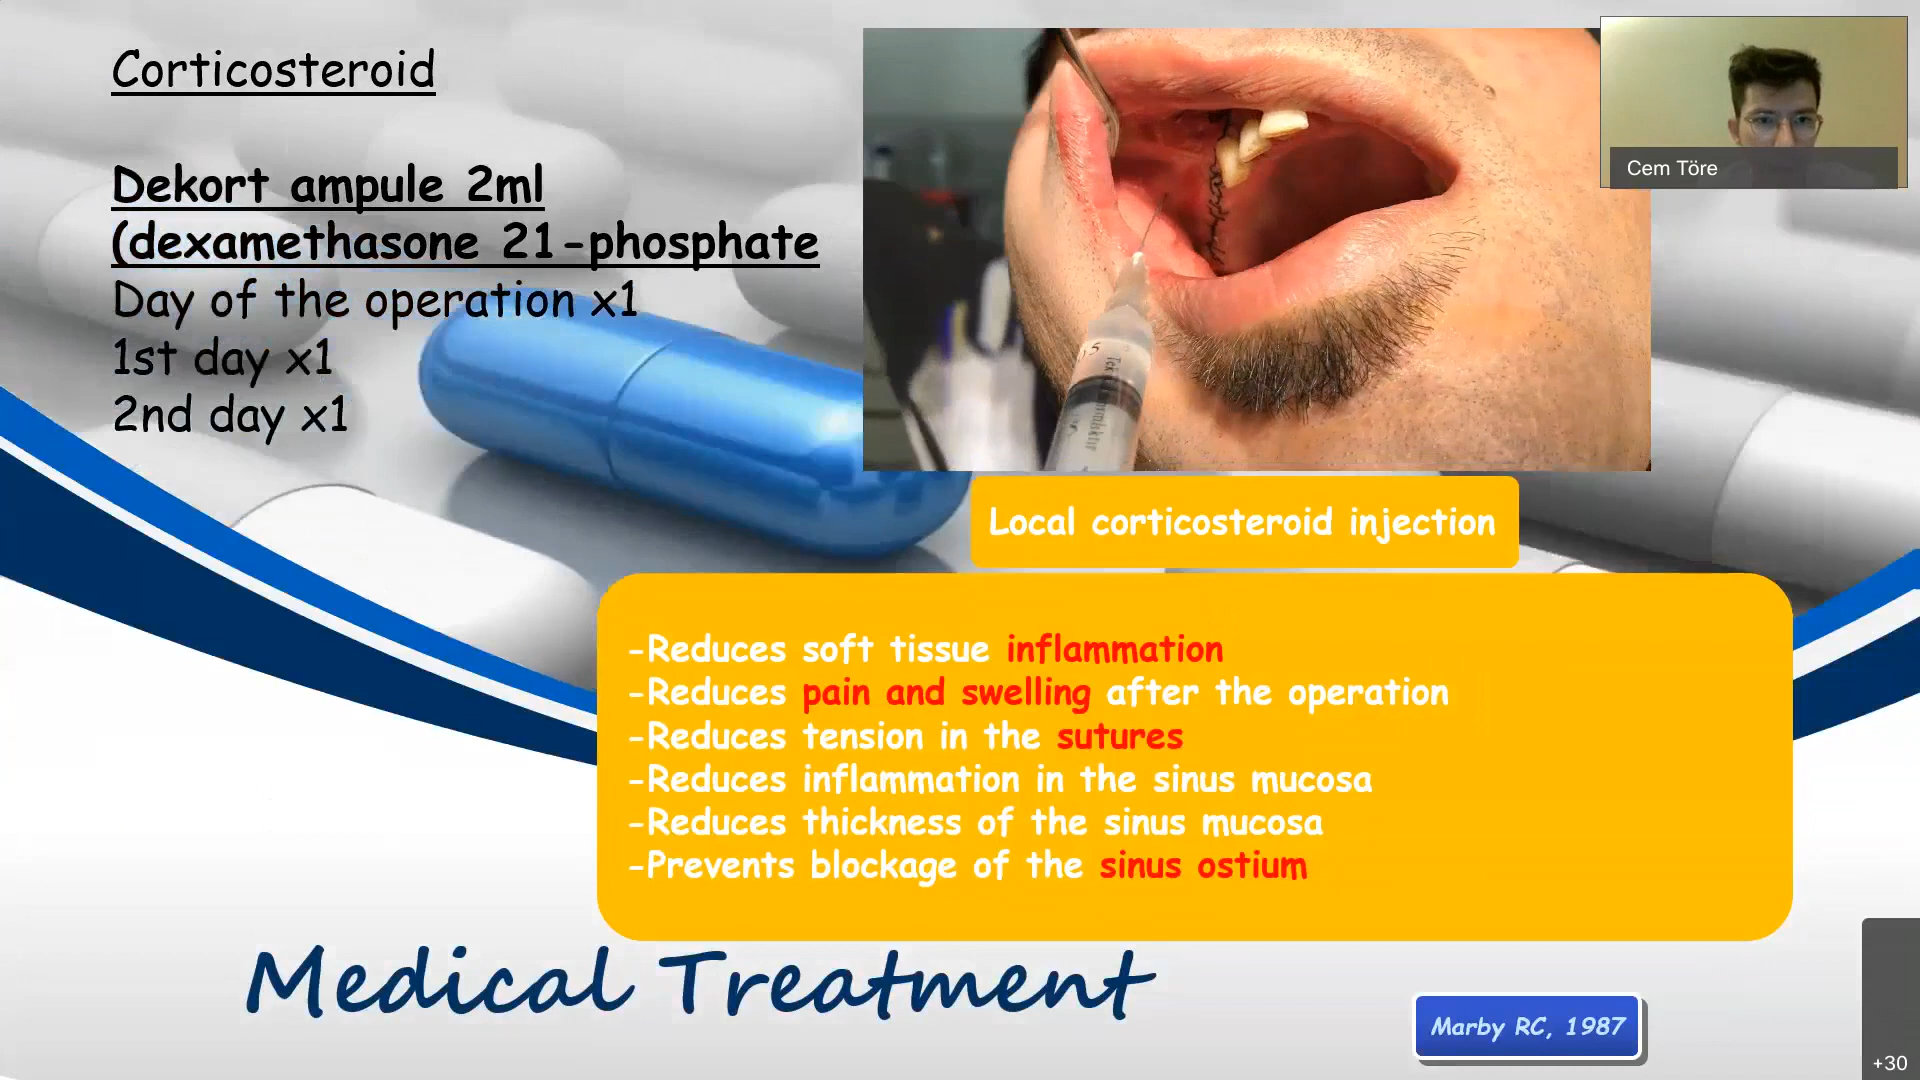 Corticosteroid
Dekort ampule 2ml
(dexamethasone 21-phosphate
Day of the operation x1
1st day x1
2nd day x1
Cem Töre
Local corticosteroid injection
-Reduces soft tissue inflammation
-Reduces pain and swelling after the operation
-Reduces tension in the sutures
-Reduces inflammation in the sinus mucosa
-Reduces thickness of the sinus mucosa
-Prevents blockage of the sinus ostium
Medical Treatment
Marby RC, 1987
+30